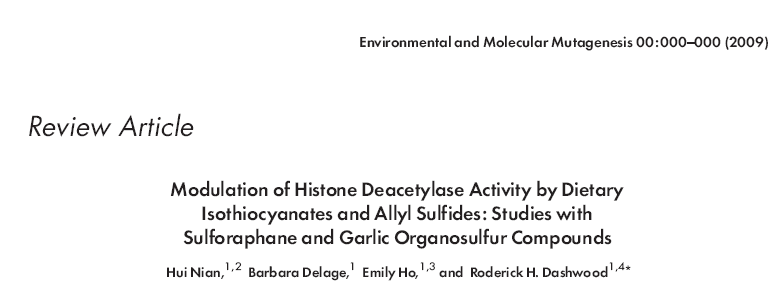 Environmental and Molecular Mutagenesis 00:000–000 (2009)
Review Article
Modulation of Histone Deacetylase Activity by Dietary
Isothiocyanates and Allyl Sulfides: Studies with
Sulforaphane and Garlic Organosulfur Compounds
Hui Nian,1,2 Barbara Delage,1 Emily Ho,1,3 and Roderick H. Dashwood1,4*